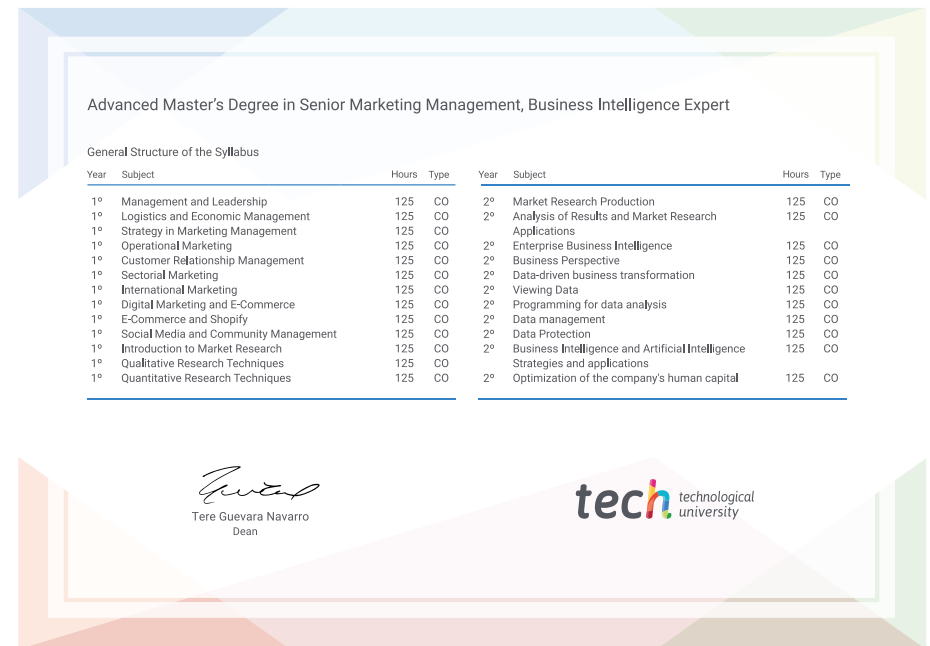 Advanced Master's Degree in Senior Marketing Management, Business Intelligence Expert
General Structure of the Syllabus
Year Subject Hours Type
1º Management and Leadership 125 CO
1º Logistics and Economic Management 125 CO
1º Strategy in Marketing Management 125 CO
1º Operational Marketing 125 CO
1º Customer Relationship Management 125 CO
1º Sectorial Marketing 125 CO
1º International Marketing 125 CO
1º Digital Marketing and E-Commerce 125 CO
1º E-Commerce and Shopify 125 CO
1º Social Media and Community Management 125 CO
1º Introduction to Market Research 125 CO
1º Qualitative Research Techniques 125 CO
1º Quantitative Research Techniques 125 CO
Year Subject Hours Type
2º Market Research Production 125 CO
2º Analysis of Results and Market Research 125 CO
Applications
2º Enterprise Business Intelligence 125 CO
2º Business Perspective 125 CO
2º Data-driven business transformation 125 CO
2º Viewing Data 125 CO
2º Programming for data analysis 125 CO
2º Data management 125 CO
2º Data Protection 125 CO
2º Business Intelligence and Artificial Intelligence 125 CO
Strategies and applications
2º Optimization of the company's human capital 125 CO
Tere Guevara Navarro
Dean
tech technological
university